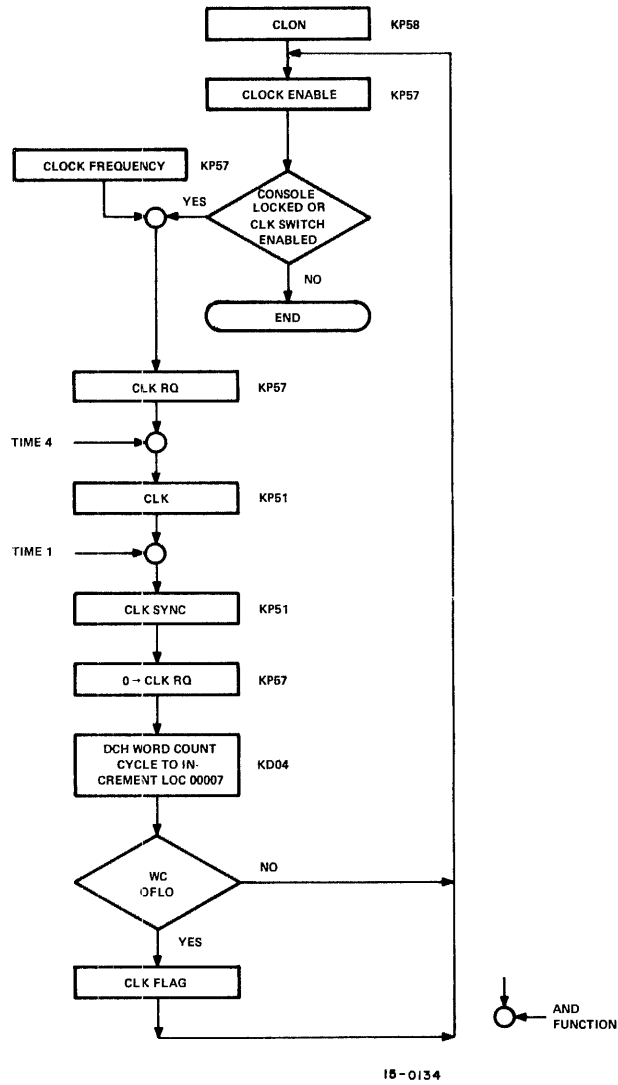 CLON
KP58
CLOCK ENABLE
KP57
CLOCK FREQUENCY
KP57
YES
CONSOLE
LOCKED OR
CLK SWITCH
ENABLED
NO
END
CLK RQ
KP57
TIME 4
CLK
KP51
TIME 1
CLK SYNC
KP51
0 → CLK RQ
KP57
DCH WORD COUNT
CYCLE TO IN-
CREMENT LOC 00007
KD04
WC
OFLO
NO
YES
CLK FLAG
AND
FUNCTION
15-0134